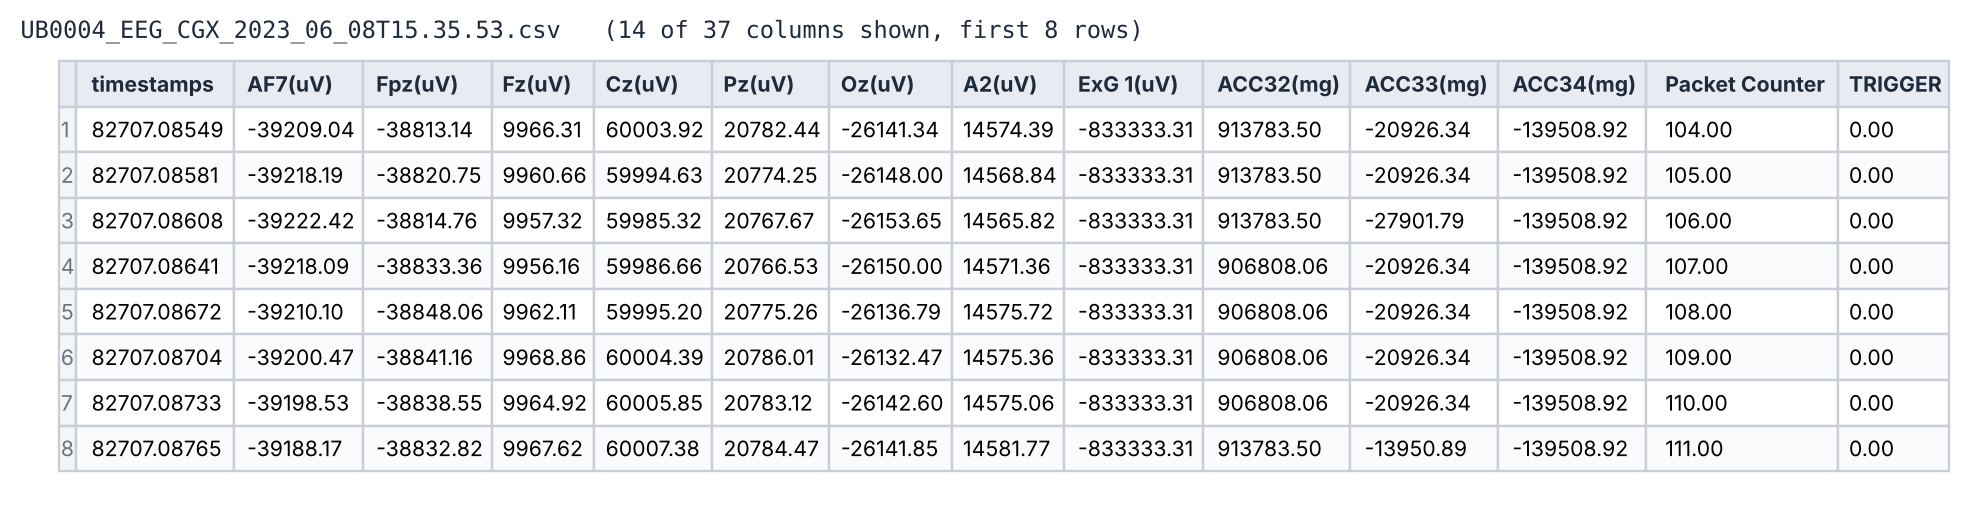 UB0004_EEG_CGX_2023_06_08T15.35.53.csv (14 of 37 columns shown, first 8 rows)
timestamps AF7(uV) Fpz(uV) Fz(uV) Cz(uV) Pz(uV) Oz(uV) A2(uV) ExG 1(uV) ACC32(mg) ACC33(mg) ACC34(mg) Packet Counter TRIGGER
1 82707.08549 -39209.04 -38813.14 9966.31 60003.92 20782.44 -26141.34 14574.39 -833333.31 913783.50 -20926.34 -139508.92 104.00 0.00
2 82707.08581 -39218.19 -38820.75 9960.66 59994.63 20774.25 -26148.00 14568.84 -833333.31 913783.50 -20926.34 -139508.92 105.00 0.00
3 82707.08608 -39222.42 -38814.76 9957.32 59985.32 20767.67 -26153.65 14565.82 -833333.31 913783.50 -27901.79 -139508.92 106.00 0.00
4 82707.08641 -39218.09 -38833.36 9956.16 59986.66 20766.53 -26150.00 14571.36 -833333.31 906808.06 -20926.34 -139508.92 107.00 0.00
5 82707.08672 -39210.10 -38848.06 9962.11 59995.20 20775.26 -26136.79 14575.72 -833333.31 906808.06 -20926.34 -139508.92 108.00 0.00
6 82707.08704 -39200.47 -38841.16 9968.86 60004.39 20786.01 -26132.47 14575.36 -833333.31 906808.06 -20926.34 -139508.92 109.00 0.00
7 82707.08733 -39198.53 -38838.55 9964.92 60005.85 20783.12 -26142.60 14575.06 -833333.31 906808.06 -20926.34 -139508.92 110.00 0.00
8 82707.08765 -39188.17 -38832.82 9967.62 60007.38 20784.47 -26141.85 14581.77 -833333.31 913783.50 -13950.89 -139508.92 111.00 0.00